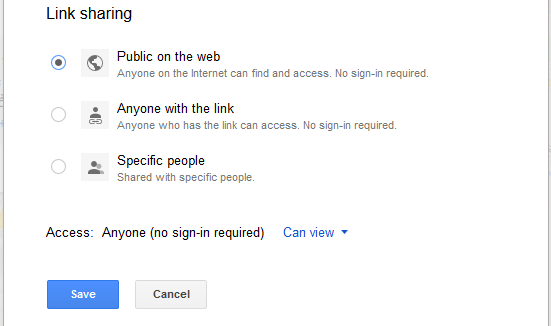 Link sharing
Public on the web
Anyone on the Internet can find and access. No sign-in required.
Anyone with the link
Anyone who has the link can access. No sign-in required.
Specific people
Shared with specific people.
Access: Anyone (no sign-in required) Can view
Save Cancel